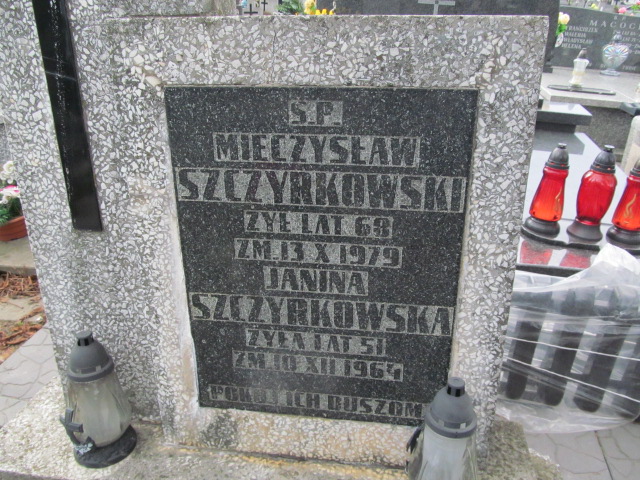 Ś.P.
MIECZYSŁAW
SZCZYRKOWSKI
ŻYŁ LAT 68
ZM. 13 X 1979
JANINA
SZCZYRKOWSKA
ŻYŁA LAT 51
ZM. 10 XII 1964
POKÓJ ICH DUSZOM